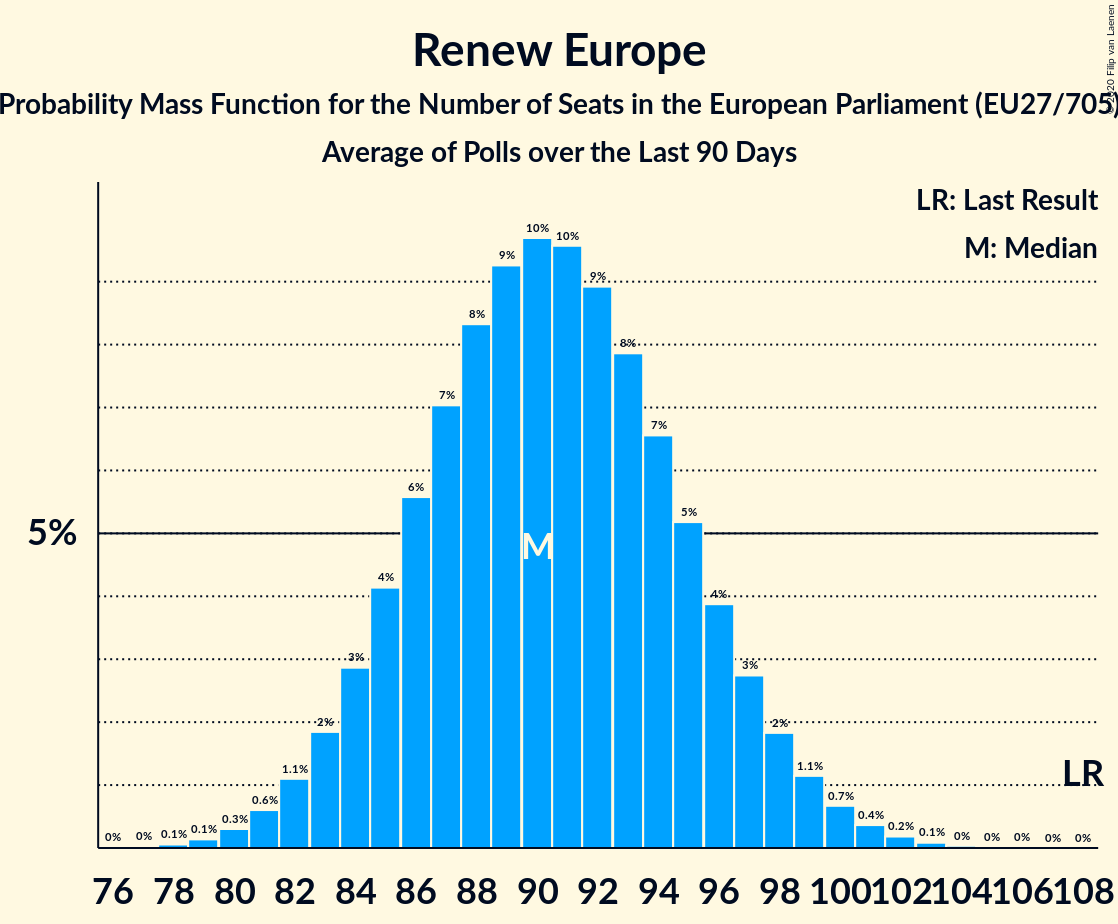 Renew Europe
Probability Mass Function for the Number of Seats in the European Parliament (EU27/705)
Average of Polls over the Last 90 Days
© 2020 Filip van Laenen
LR: Last Result
M: Median
5%
0% 0% 0.1% 0.1% 0.3% 0.6% 1.1% 2% 3% 4% 6% 7% 8% 9% 10% 10% 9% 8% 7% 5% 4% 3% 2% 1.1% 0.7% 0.4% 0.2% 0.1% 0% 0% 0% 0% 0%
M
LR
76 78 80 82 84 86 88 90 92 94 96 98 100 102 104 106 108